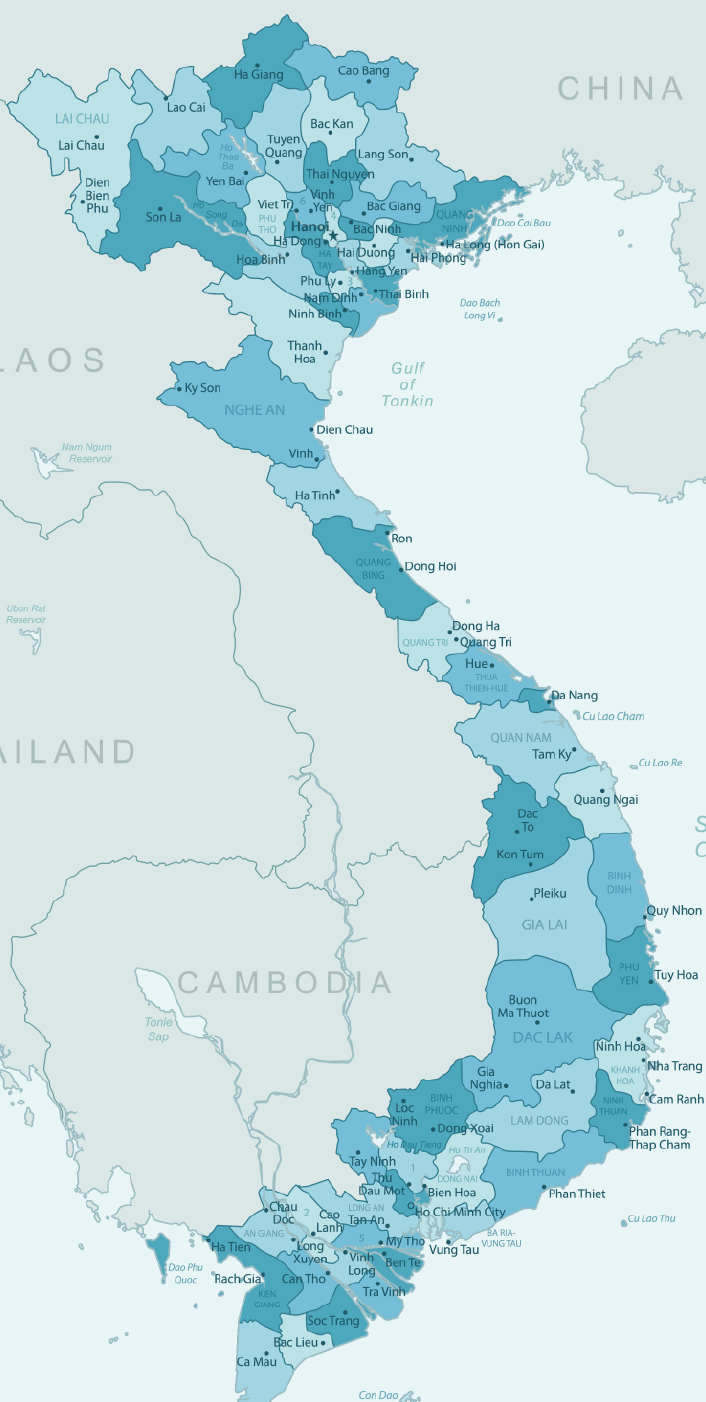 CHINA
Ha Giang
Cao Bang
LAI CHAU
Lai Chau
Lao Cai
Bac Kan
Tuyen
Quang
Lang Son
Ho
Thac
Ba
Yen Bai
Thai Nguyen
Dien
Bien
Phu
Son La
Ho
Song
Da
Viet Tri
PHU
THO
6
Vinh
Yen
4
Bac Giang
QUANG
NINH
Dao Cai Bau
Hanoi
Bac Ninh
Ha Dong
HA
TAY
Hai Duong
Ha Long (Hon Gai)
Hai Phong
Hoa Binh
Hang Yen
Phu Ly
3
Nam Dinh
Thai Binh
Ninh Binh
Dao Bach
Long Vi
Thanh
Hoa
LAOS
Gulf
of
Tonkin
Ky Son
NGHE AN
Dien Chau
Vinh
Nam Ngum
Reservoir
Ha Tinh
Ron
QUANG
BING
Dong Hoi
Ubon Rat
Reservoir
Dong Ha
QUANG TRI
Quang Tri
Hue
THUA
THIEN-HUE
Da Nang
Cu Lao Cham
QUAN NAM
Tam Ky
AILAND
Cu Lao Re
Quang Ngai
Dac
To
Kon Tum
BINH
DINH
Pleiku
GIA LAI
Quy Nhon
PHU
YEN
Tuy Hoa
CAMBODIA
Tonle
Sap
Buon
Ma Thuot
DAC LAK
Ninh Hoa
Nha Trang
KHANH
HOA
Gia
Nghia
Da Lat
Cam Ranh
BINH
PHUOC
Loc
Ninh
NINH
THUAN
LAM DONG
Dong Xoai
Phan Rang-
Thap Cham
Ho Dau Tieng
Ho Tri An
Tay Ninh
1
DONG NAI
BINH THUAN
Thu
Dau Mot
Bien Hoa
Phan Thiet
Chau
Doc
2
Cao
Lanh
LONG AN
Tan An
Ho Chi Minh City
Cu Lao Thu
AN GIANG
5
My Tho
Vung Tau
BA RIA-
VUNG TAU
Ha Tien
Long
Xuyen
Vinh
Long
Ben Te
Dao Phu
Quoc
Rach Gia
Can Tho
Tra Vinh
KIEN
GIANG
Soc Trang
Bac Lieu
Ca Mau
Con Dao